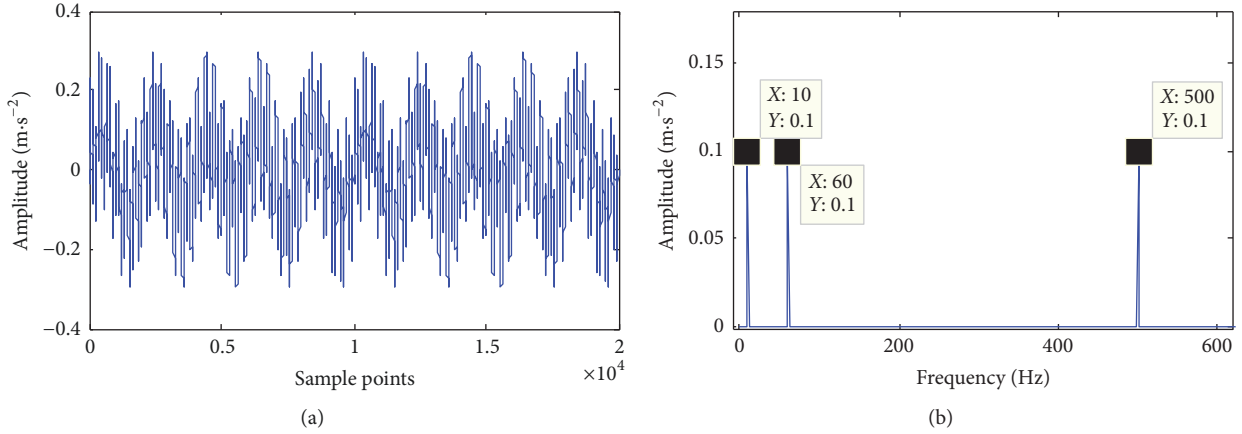 0.4
0.2
0
−0.2
−0.4
Amplitude (m·s⁻²)
0
0.5
1
1.5
2
×10⁴
Sample points
(a)
0.15
0.1
0.05
0
Amplitude (m·s⁻²)
X: 10
Y: 0.1
X: 60
Y: 0.1
X: 500
Y: 0.1
0
200
400
600
Frequency (Hz)
(b)